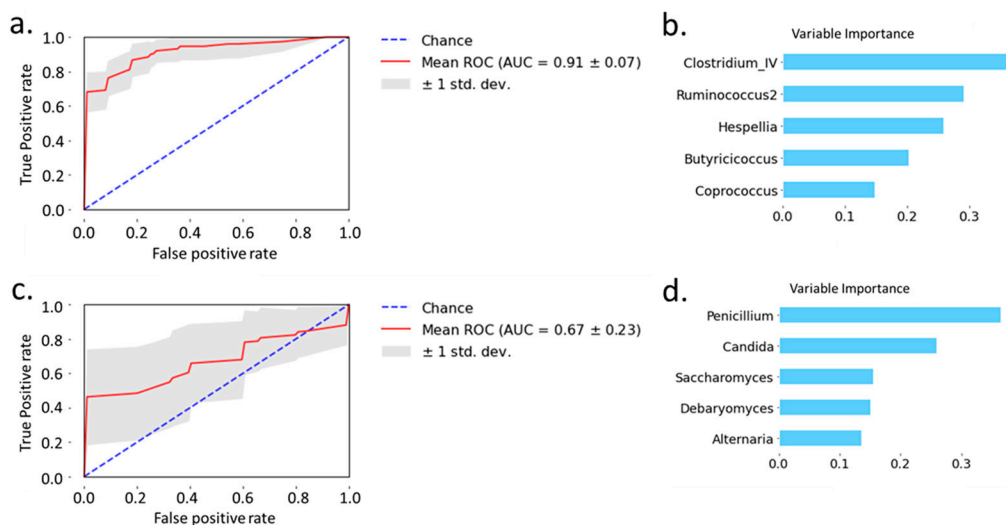 a.
1.0
0.8
0.6
0.4
0.2
0.0
True Positive rate
0.0 0.2 0.4 0.6 0.8 1.0
False positive rate
Chance
Mean ROC (AUC = 0.91 ± 0.07)
± 1 std. dev.
b.
Variable Importance
Clostridium_IV
Ruminococcus2
Hespellia
Butyricicoccus
Coprococcus
0.0 0.1 0.2 0.3
c.
1.0
0.8
0.6
0.4
0.2
0.0
True Positive rate
0.0 0.2 0.4 0.6 0.8 1.0
False positive rate
Chance
Mean ROC (AUC = 0.67 ± 0.23)
± 1 std. dev.
d.
Variable Importance
Penicillium
Candida
Saccharomyces
Debaryomyces
Alternaria
0.0 0.1 0.2 0.3